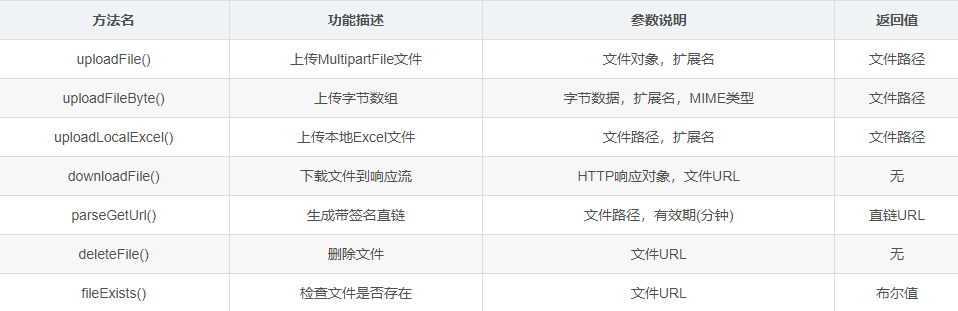 方法名 功能描述 参数说明 返回值
uploadFile() 上传MultipartFile文件 文件对象，扩展名 文件路径
uploadFileByte() 上传字节数组 字节数据，扩展名，MIME类型 文件路径
uploadLocalExcel() 上传本地Excel文件 文件路径，扩展名 文件路径
downloadFile() 下载文件到响应流 HTTP响应对象，文件URL 无
parseGetUrl() 生成带签名直链 文件路径，有效期(分钟) 直链URL
deleteFile() 删除文件 文件URL 无
fileExists() 检查文件是否存在 文件URL 布尔值